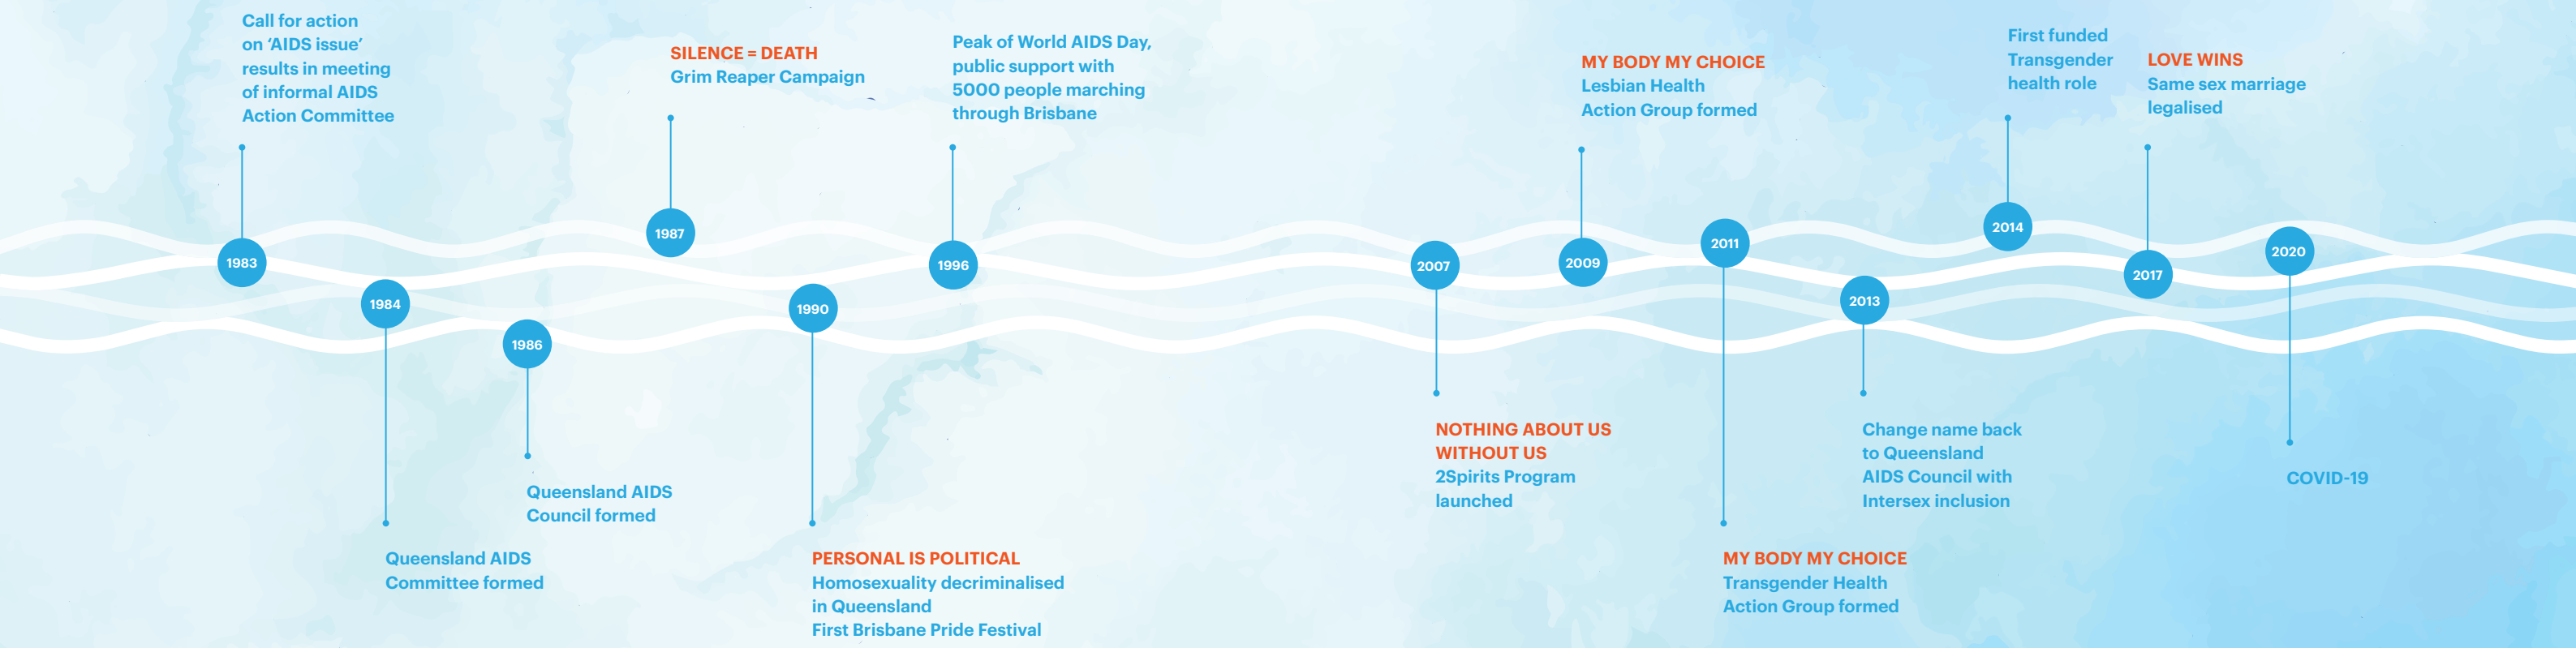 Call for action
on ‘AIDS issue’
results in meeting
of informal AIDS
Action Committee
1983
1984
Queensland AIDS
Committee formed
1986
Queensland AIDS
Council formed
SILENCE = DEATH
Grim Reaper Campaign
1987
1990
PERSONAL IS POLITICAL
Homosexuality decriminalised
in Queensland
First Brisbane Pride Festival
Peak of World AIDS Day,
public support with
5000 people marching
through Brisbane
1996
2007
NOTHING ABOUT US
WITHOUT US
2Spirits Program
launched
MY BODY MY CHOICE
Lesbian Health
Action Group formed
2009
2011
MY BODY MY CHOICE
Transgender Health
Action Group formed
2013
Change name back
to Queensland
AIDS Council with
Intersex inclusion
First funded
Transgender
health role
2014
LOVE WINS
Same sex marriage
legalised
2017
2020
COVID-19